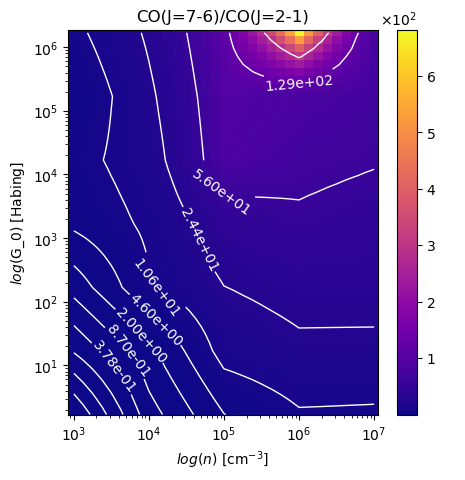 CO(J=7-6)/CO(J=2-1)
×10²
10⁶
10⁵
10⁴
10³
10²
10¹
log(G_0) [Habing]
1.29e+02
5.60e+01
2.44e+01
1.06e+01
4.60e+00
2.00e+00
8.70e-01
3.78e-01
6
5
4
3
2
1
10³ 10⁴ 10⁵ 10⁶ 10⁷
log(n) [cm⁻³]